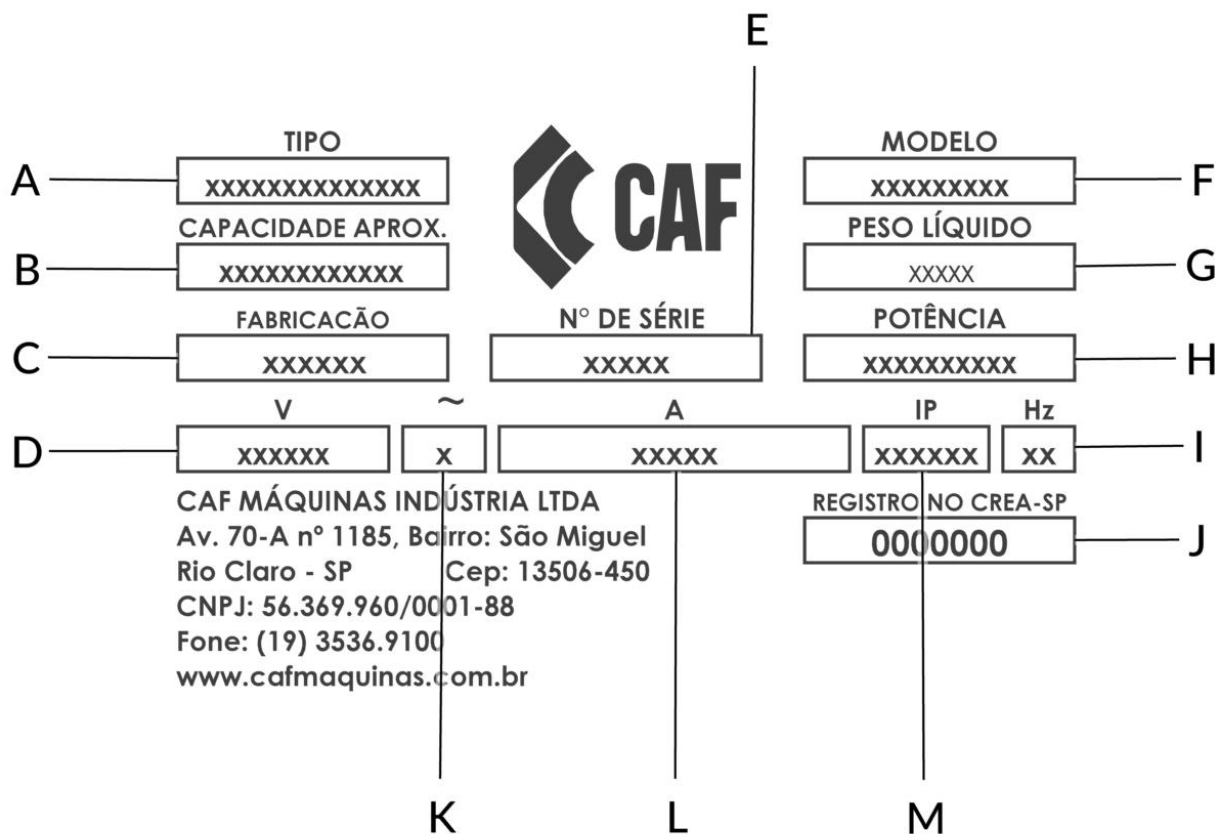 E
TIPO
CAF
MODELO
A
xxxxxxxxxxxxxx
xxxxxxxxx
F
CAPACIDADE APROX.
PESO LÍQUIDO
B
xxxxxxxxxxxx
xxxxx
G
FABRICACÃO
N° DE SÉRIE
POTÊNCIA
C
xxxxxx
xxxxx
xxxxxxxxxx
H
V
~
A
IP
Hz
D
xxxxxx
x
xxxxx
xxxxxx
xx
I
CAF MÁQUINAS INDÚSTRIA LTDA
REGISTRO NO CREA-SP
Av. 70-A nº 1185, Bairro: São Miguel
0000000
J
Rio Claro - SP Cep: 13506-450
CNPJ: 56.369.960/0001-88
Fone: (19) 3536.9100
www.cafmaquinas.com.br
K
L
M